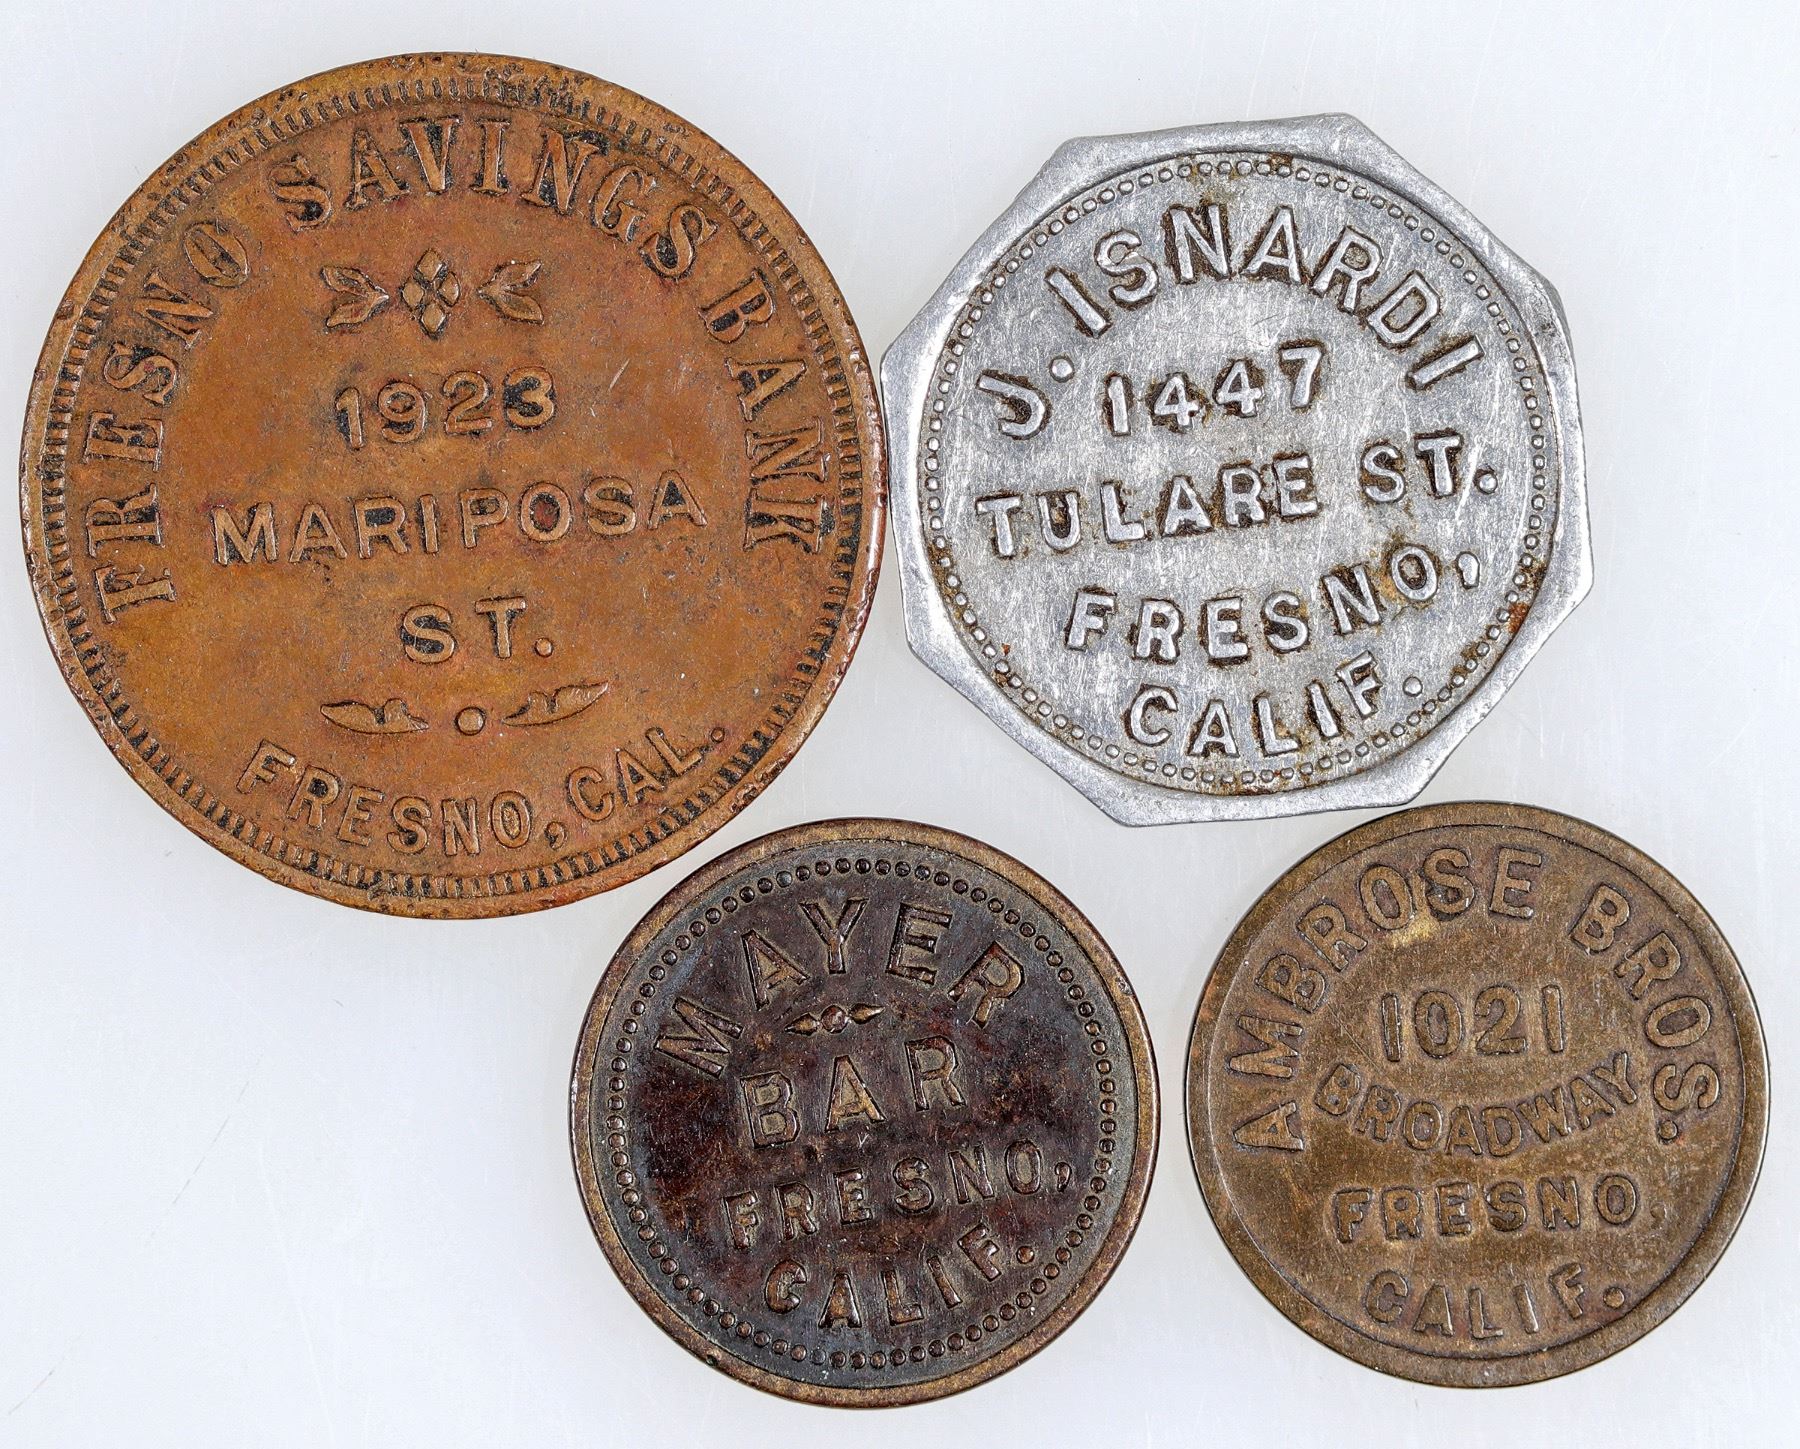 FRESNO SAVINGS BANK
1923
MARIPOSA
ST.
FRESNO, CAL.
J. ISNARDI
1447
TULARE ST.
FRESNO,
CALIF.
MAYER
BAR
FRESNO,
CALIF.
AMBROSE BROS.
1021
BROADWAY
FRESNO,
CALIF.